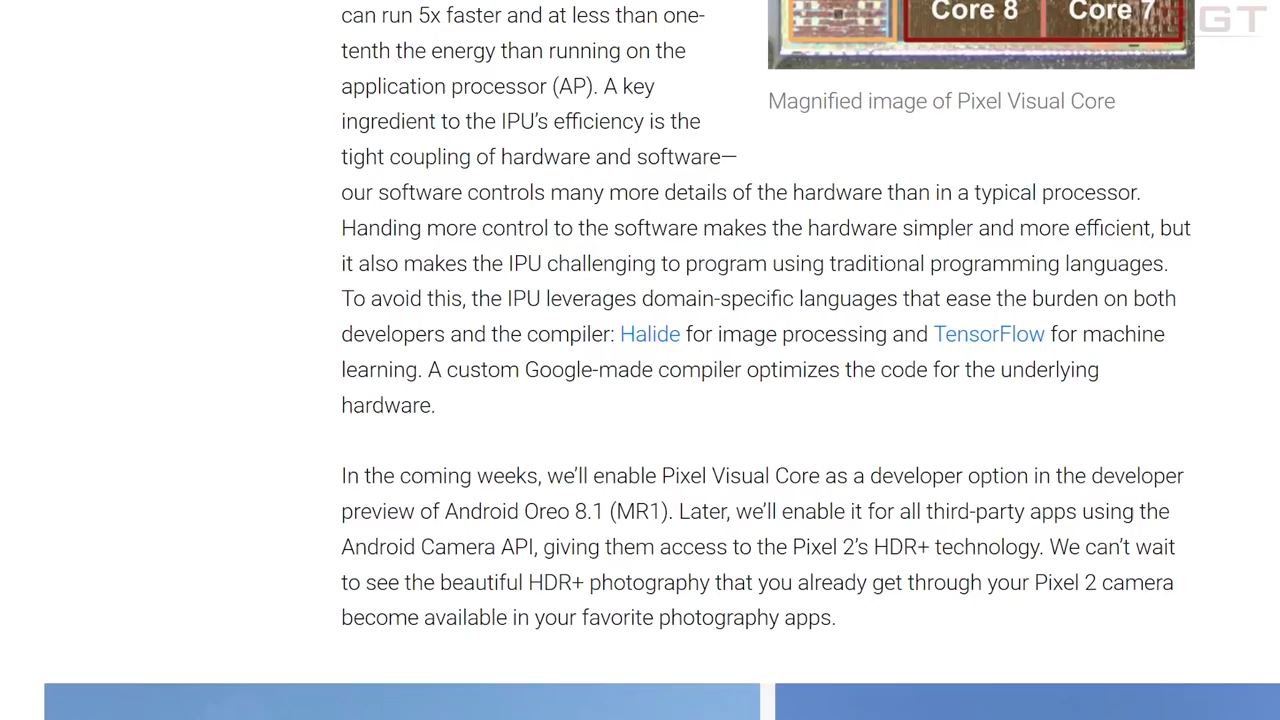 can run 5x faster and at less than one-
tenth the energy than running on the
application processor (AP). A key
ingredient to the IPU's efficiency is the
tight coupling of hardware and software—
our software controls many more details of the hardware than in a typical processor.
Handing more control to the software makes the hardware simpler and more efficient, but
it also makes the IPU challenging to program using traditional programming languages.
To avoid this, the IPU leverages domain-specific languages that ease the burden on both
developers and the compiler: Halide for image processing and TensorFlow for machine
learning. A custom Google-made compiler optimizes the code for the underlying
hardware.
In the coming weeks, we'll enable Pixel Visual Core as a developer option in the developer
preview of Android Oreo 8.1 (MR1). Later, we'll enable it for all third-party apps using the
Android Camera API, giving them access to the Pixel 2's HDR+ technology. We can't wait
to see the beautiful HDR+ photography that you already get through your Pixel 2 camera
become available in your favorite photography apps.
Core 8 Core 7
Magnified image of Pixel Visual Core